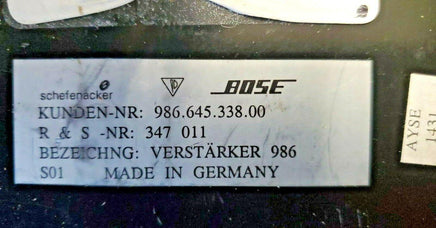 schefenacker BOSE
KUNDEN-NR: 986.645.338.00
R & S -NR: 347 011
BEZEICHNG: VERSTÄRKER 986
S01 MADE IN GERMANY
AYSE
1431